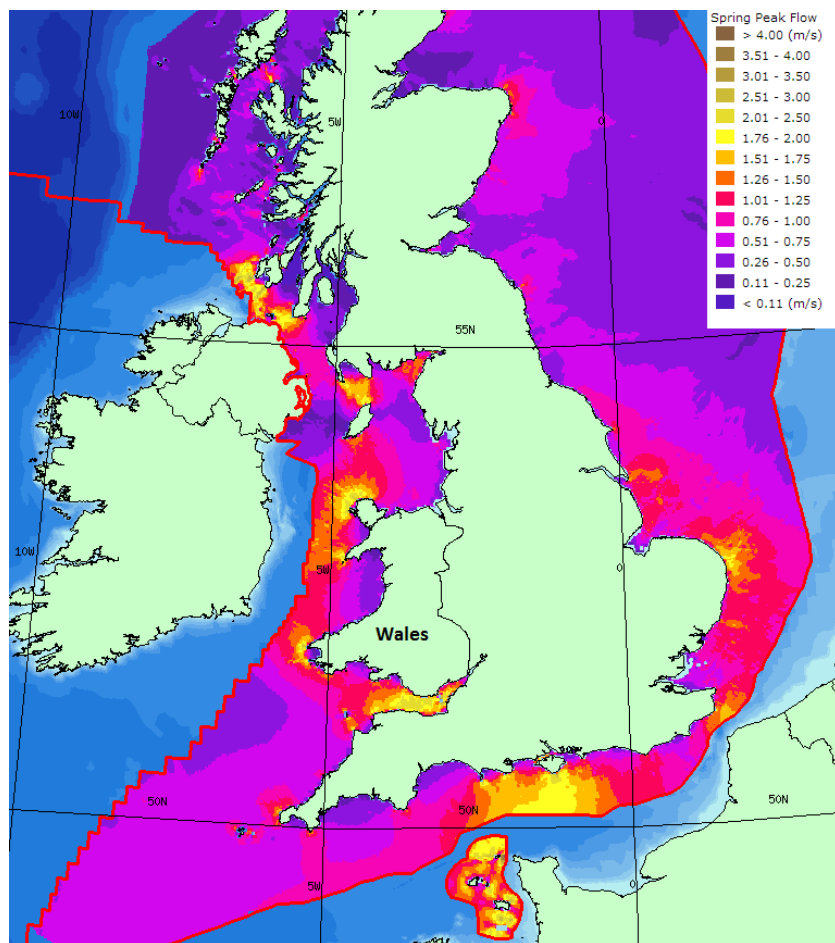 Spring Peak Flow
> 4.00 (m/s)
3.51 - 4.00
3.01 - 3.50
2.51 - 3.00
2.01 - 2.50
1.76 - 2.00
1.51 - 1.75
1.26 - 1.50
1.01 - 1.25
0.76 - 1.00
0.51 - 0.75
0.26 - 0.50
0.11 - 0.25
< 0.11 (m/s)
10W
5W
0
55N
10W
5W
0
Wales
50N
50N
50N
5W
0